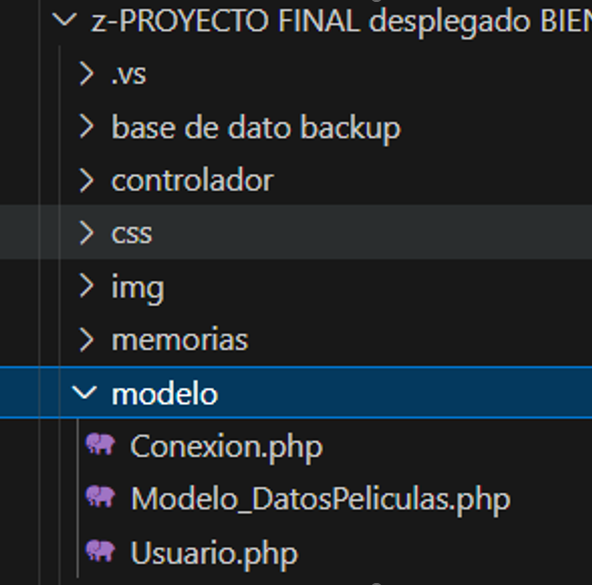 z-PROYECTO FINAL desplegado BIEN
.vs
base de dato backup
controlador
css
img
memorias
modelo
Conexion.php
Modelo_DatosPeliculas.php
Usuario.php